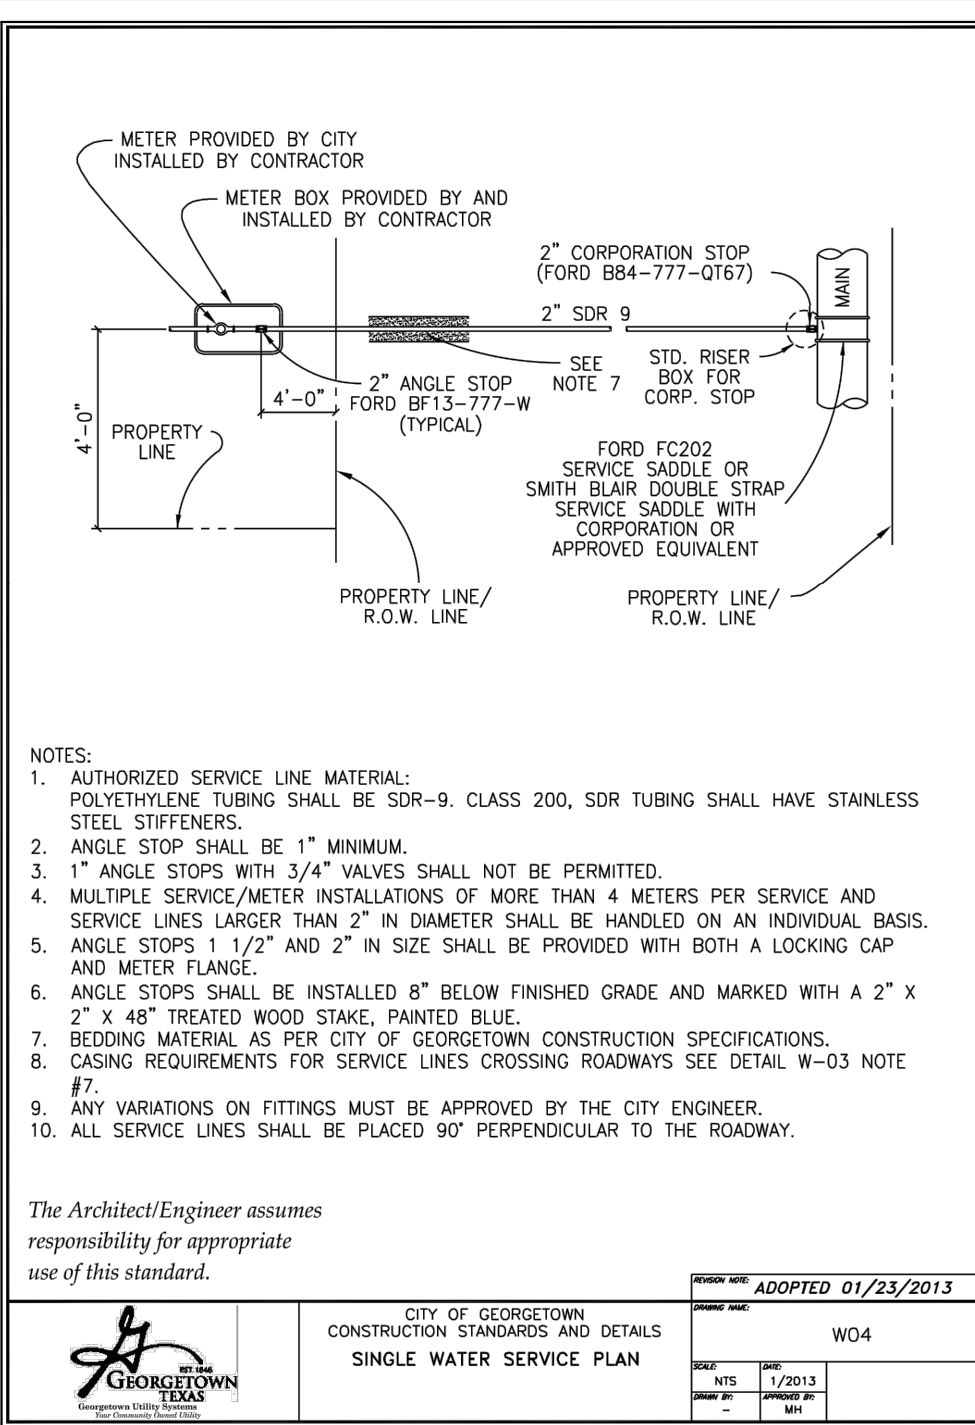 METER PROVIDED BY CITY
INSTALLED BY CONTRACTOR
METER BOX PROVIDED BY AND
INSTALLED BY CONTRACTOR
2" CORPORATION STOP
(FORD B84-777-QT67)
MAIN
2" SDR 9
SEE
NOTE 7
STD. RISER
BOX FOR
CORP. STOP
2" ANGLE STOP
FORD BF13-777-W
(TYPICAL)
4'-0"
4'-0"
PROPERTY
LINE
FORD FC202
SERVICE SADDLE OR
SMITH BLAIR DOUBLE STRAP
SERVICE SADDLE WITH
CORPORATION OR
APPROVED EQUIVALENT
PROPERTY LINE/
R.O.W. LINE
PROPERTY LINE/
R.O.W. LINE
NOTES:
1. AUTHORIZED SERVICE LINE MATERIAL:
POLYETHYLENE TUBING SHALL BE SDR-9. CLASS 200, SDR TUBING SHALL HAVE STAINLESS
STEEL STIFFENERS.
2. ANGLE STOP SHALL BE 1" MINIMUM.
3. 1" ANGLE STOPS WITH 3/4" VALVES SHALL NOT BE PERMITTED.
4. MULTIPLE SERVICE/METER INSTALLATIONS OF MORE THAN 4 METERS PER SERVICE AND
SERVICE LINES LARGER THAN 2" IN DIAMETER SHALL BE HANDLED ON AN INDIVIDUAL BASIS.
5. ANGLE STOPS 1 1/2" AND 2" IN SIZE SHALL BE PROVIDED WITH BOTH A LOCKING CAP
AND METER FLANGE.
6. ANGLE STOPS SHALL BE INSTALLED 8" BELOW FINISHED GRADE AND MARKED WITH A 2" X
2" X 48" TREATED WOOD STAKE, PAINTED BLUE.
7. BEDDING MATERIAL AS PER CITY OF GEORGETOWN CONSTRUCTION SPECIFICATIONS.
8. CASING REQUIREMENTS FOR SERVICE LINES CROSSING ROADWAYS SEE DETAIL W-03 NOTE
#7.
9. ANY VARIATIONS ON FITTINGS MUST BE APPROVED BY THE CITY ENGINEER.
10. ALL SERVICE LINES SHALL BE PLACED 90° PERPENDICULAR TO THE ROADWAY.
The Architect/Engineer assumes
responsibility for appropriate
use of this standard.
REVISION NOTE: ADOPTED 01/23/2013
G
EST. 1848
GEORGETOWN
TEXAS
Georgetown Utility Systems
Your Community Owned Utility
CITY OF GEORGETOWN
CONSTRUCTION STANDARDS AND DETAILS
SINGLE WATER SERVICE PLAN
DRAWING NAME:
W04
SCALE:
NTS
DATE:
1/2013
DRAWN BY:
-
APPROVED BY:
MH